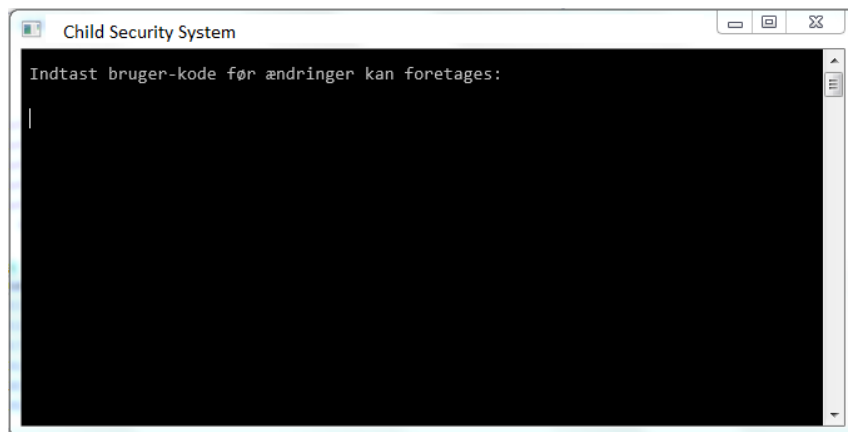 Child Security System
Indtast bruger-kode før ændringer kan foretages: